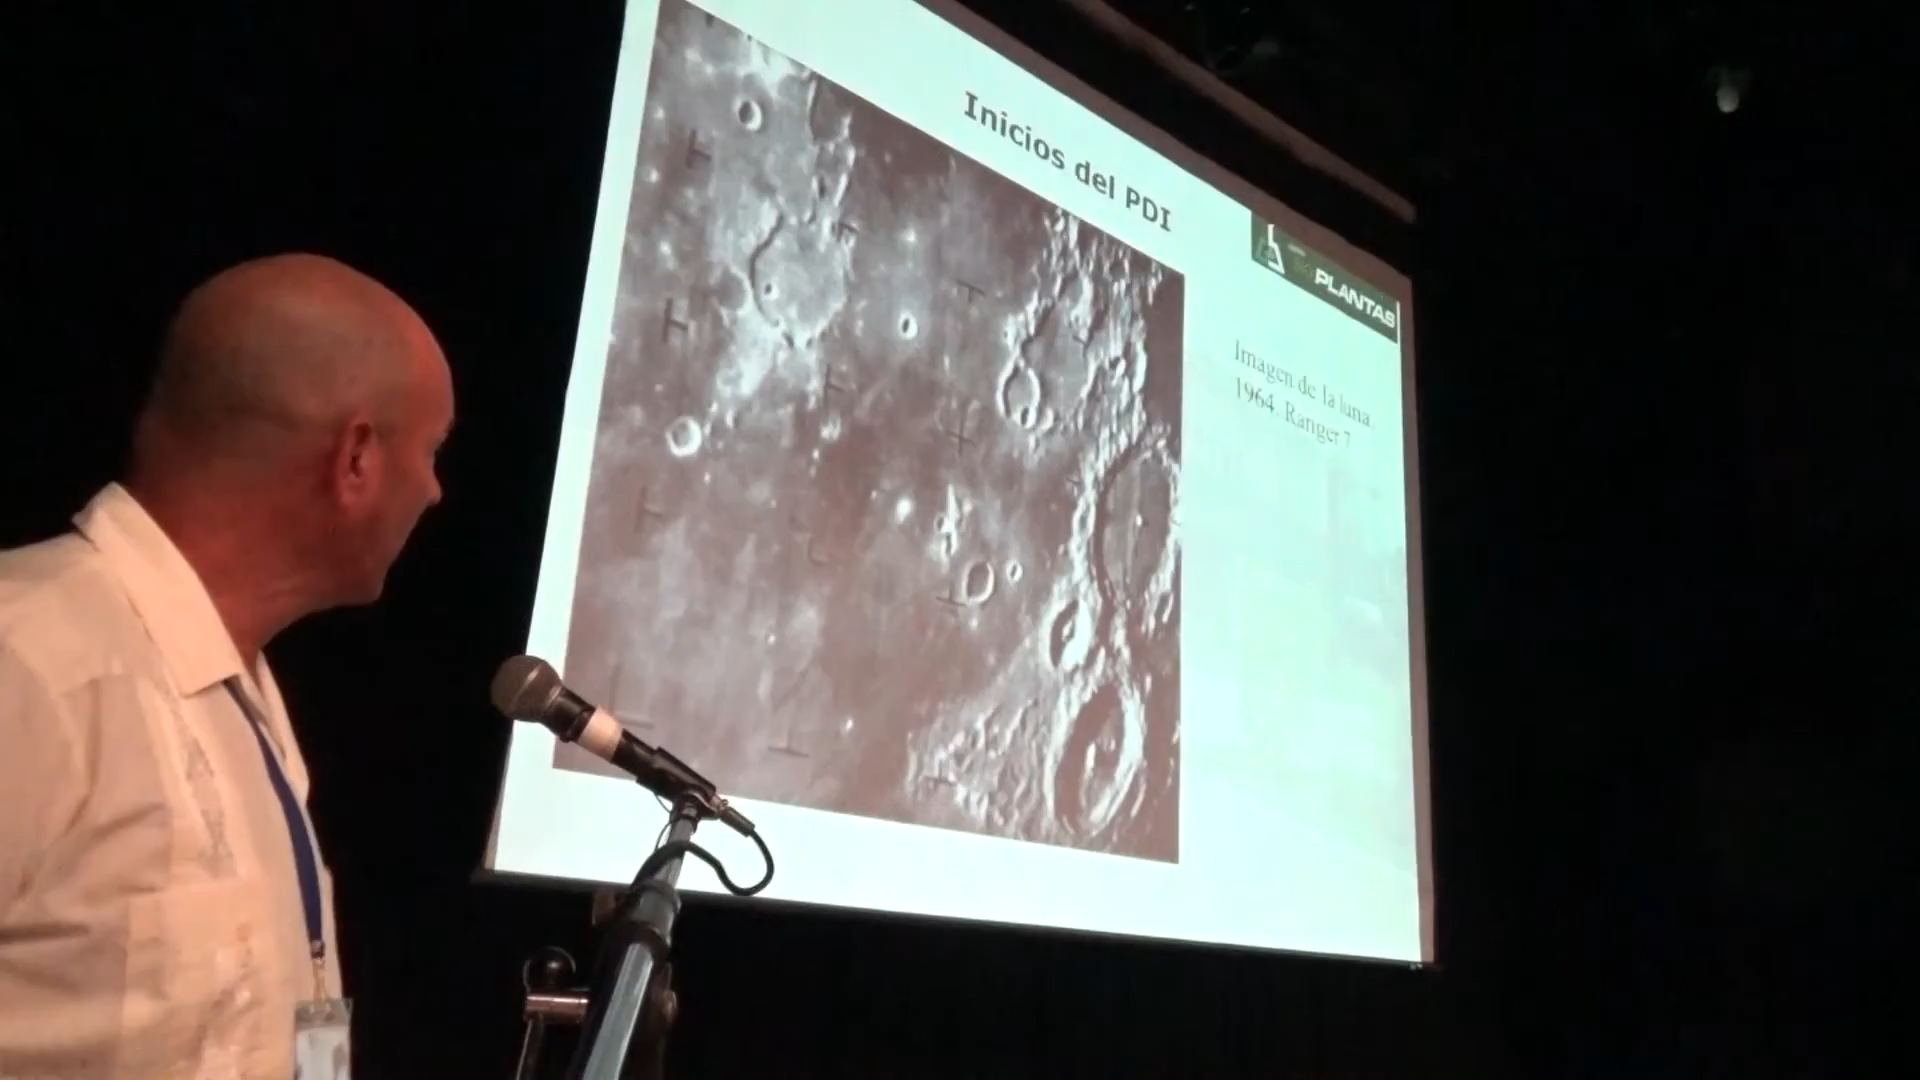 Inicios del PDI
PLANTAS
Imagen de la luna.
1964. Ranger 7